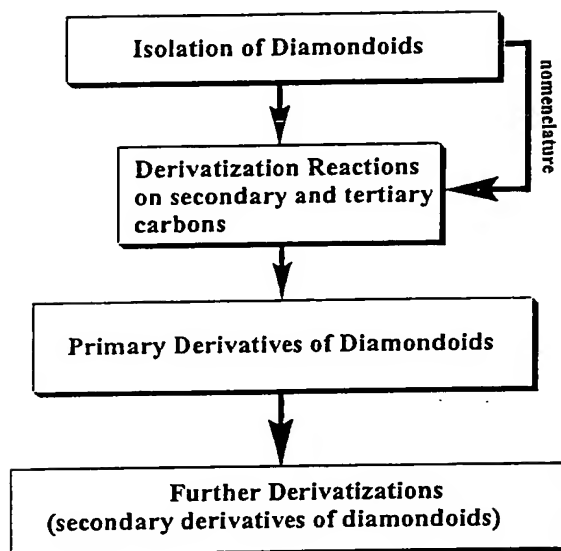 Isolation of Diamondoids
nomenclature
Derivatization Reactions
on secondary and tertiary
carbons
Primary Derivatives of Diamondoids
Further Derivatizations
(secondary derivatives of diamondoids)